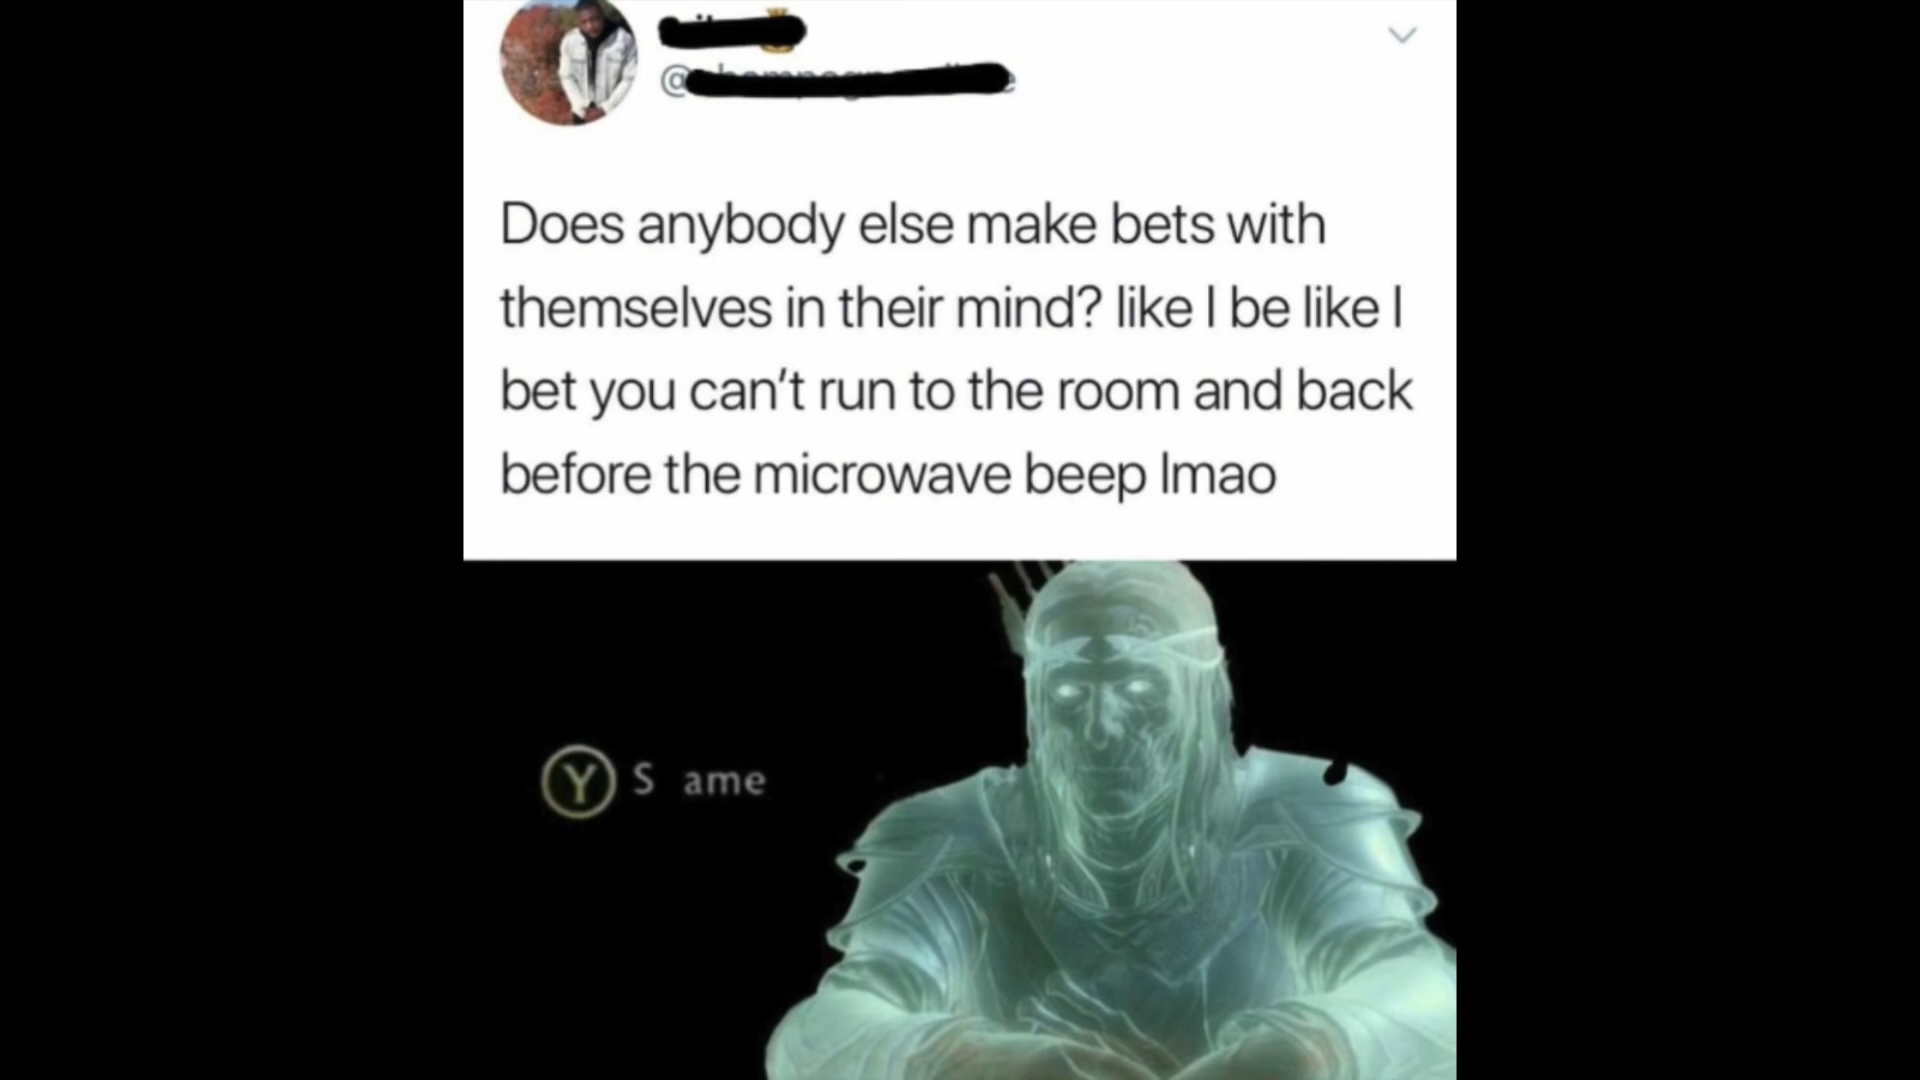 @
Does anybody else make bets with
themselves in their mind? like I be like I
bet you can't run to the room and back
before the microwave beep lmao
Y S ame